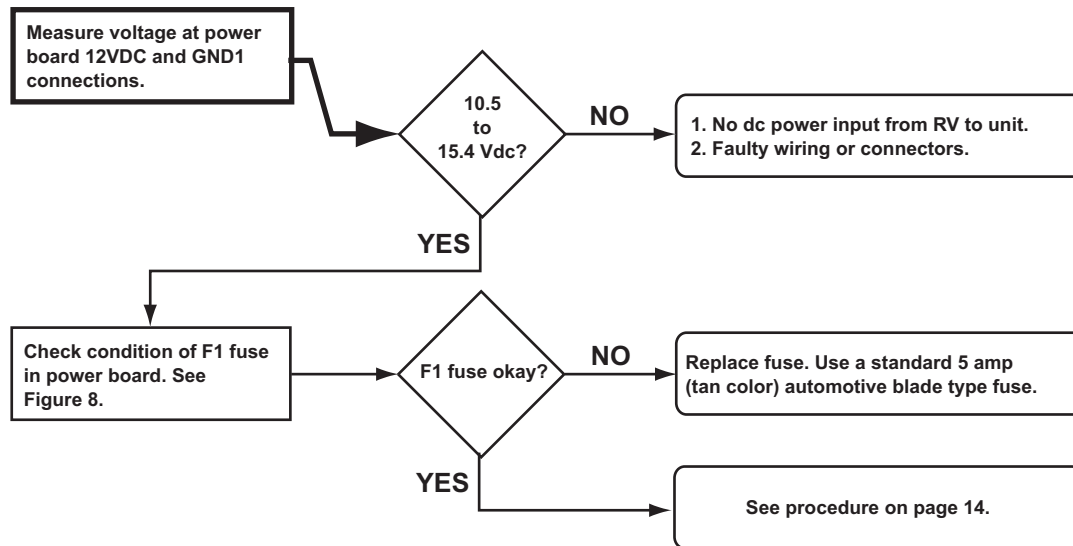 Measure voltage at power
board 12VDC and GND1
connections.
10.5
to
15.4 Vdc?
NO
1. No dc power input from RV to unit.
2. Faulty wiring or connectors.
YES
Check condition of F1 fuse
in power board. See
Figure 8.
F1 fuse okay?
NO
Replace fuse. Use a standard 5 amp
(tan color) automotive blade type fuse.
YES
See procedure on page 14.